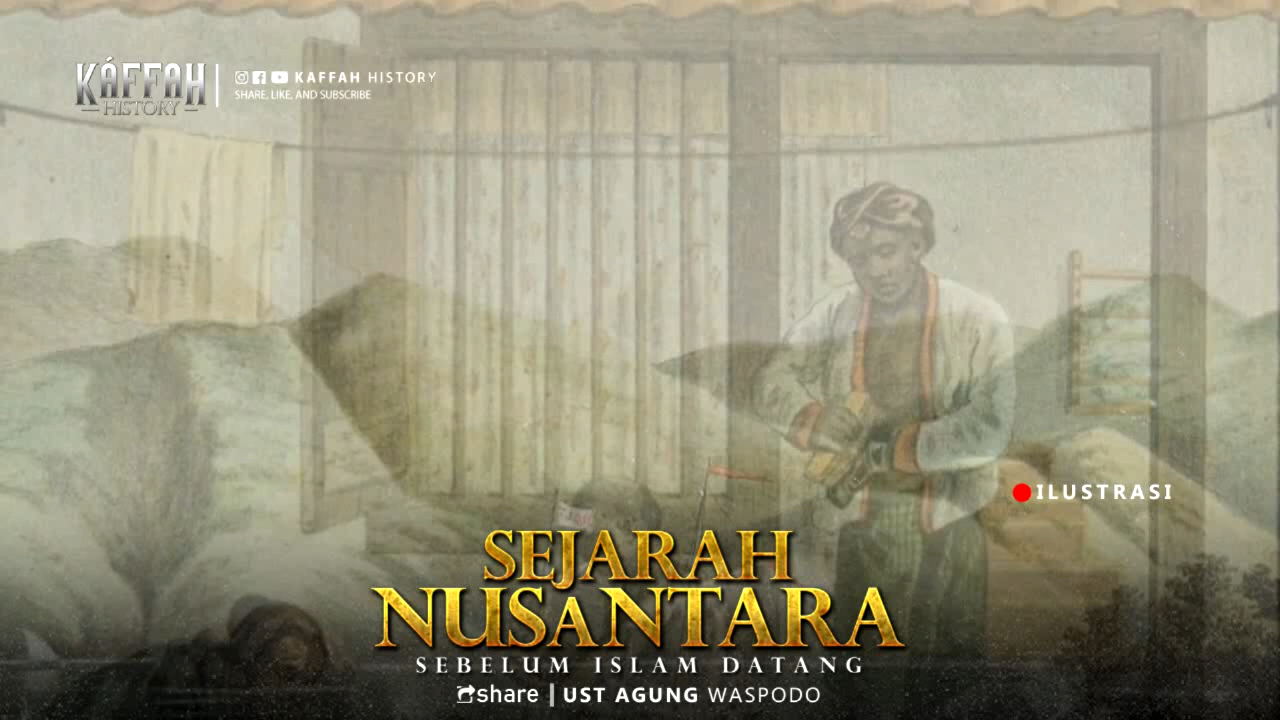 KÁFFAH
HISTORY
KAFFAH HISTORY
SHARE, LIKE, AND SUBSCRIBE
ILUSTRASI
SEJARAH
NUSANTARA
SEBELUM ISLAM DATANG
share | UST AGUNG WASPODO